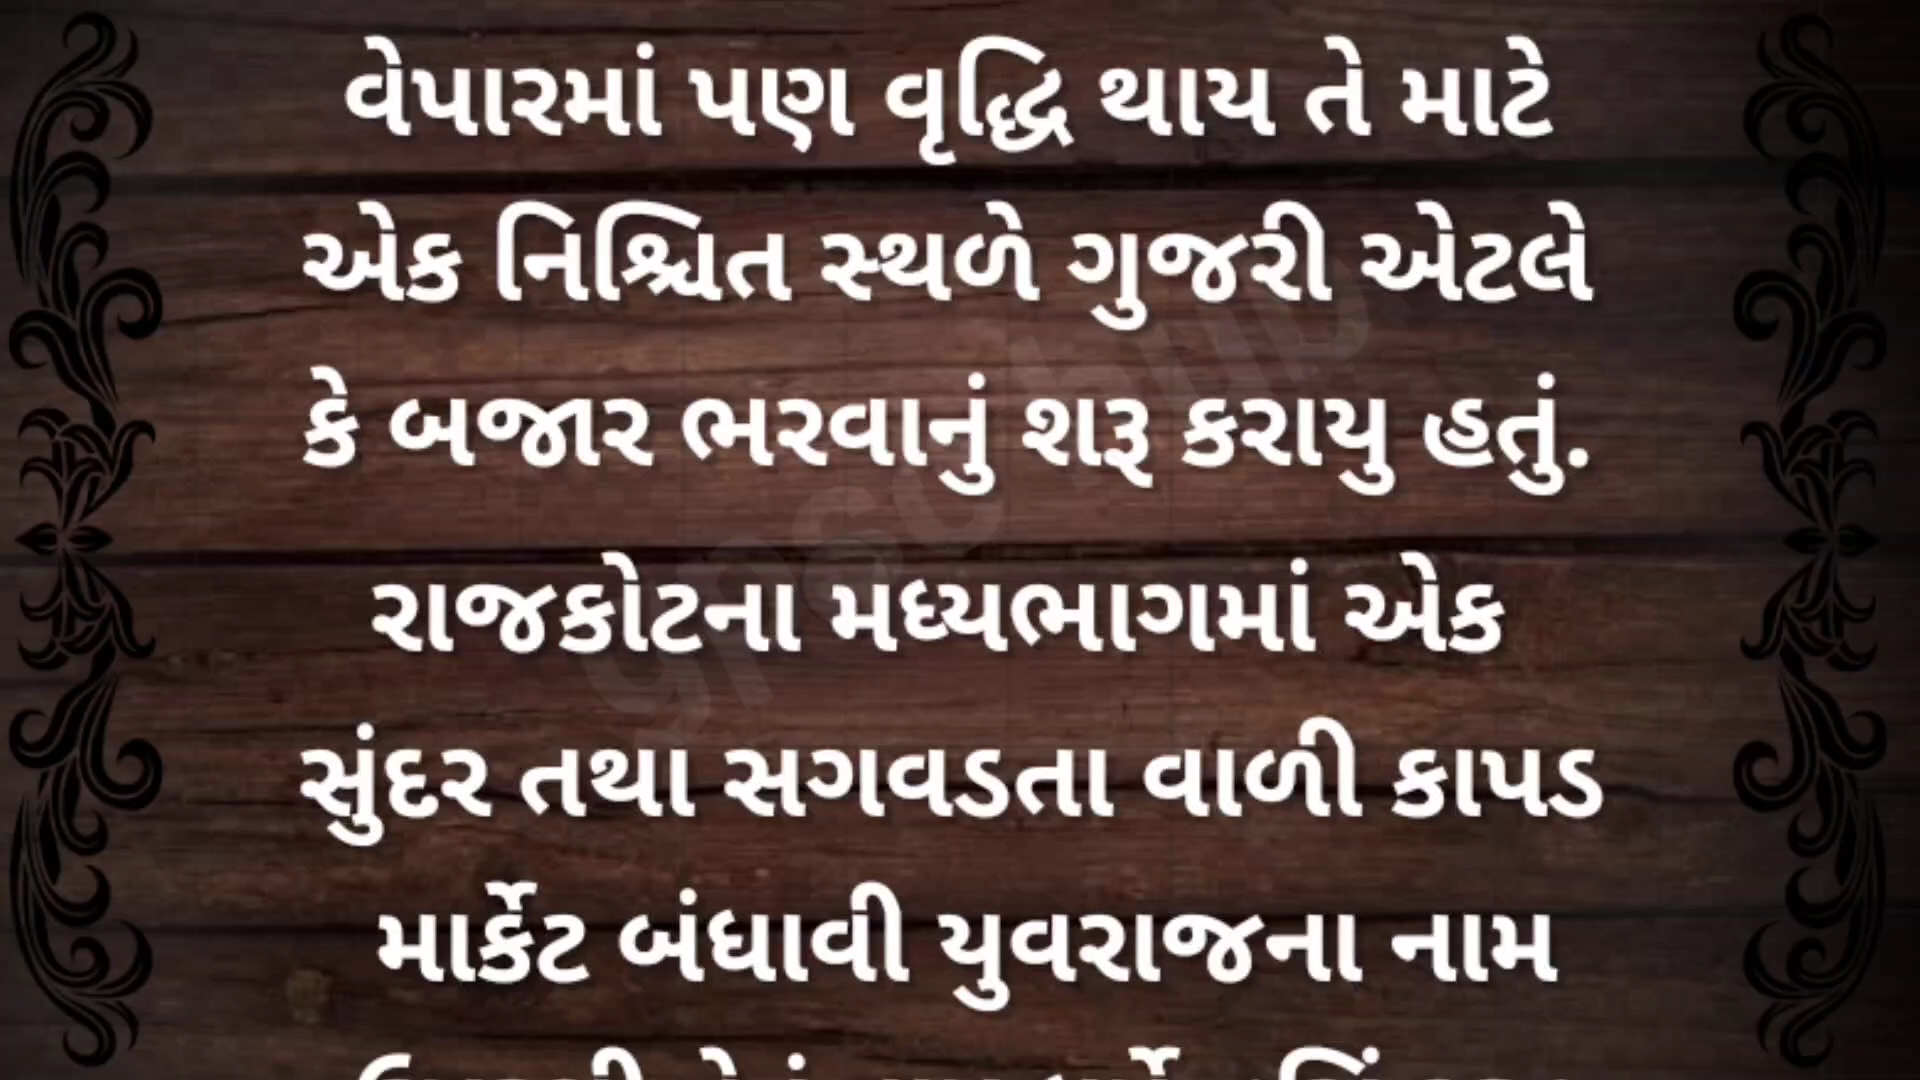 વેપારમાં પણ વૃદ્ધિ થાય તે માટે
એક નિશ્ચિત સ્થળે ગુજરી એટલે
કે બજાર ભરવાનું શરૂ કરાયુ હતું.
રાજકોટના મધ્યભાગમાં એક
સુંદર તથા સગવડતા વાળી કાપડ
માર્કેટ બંધાવી યુવરાજના નામ